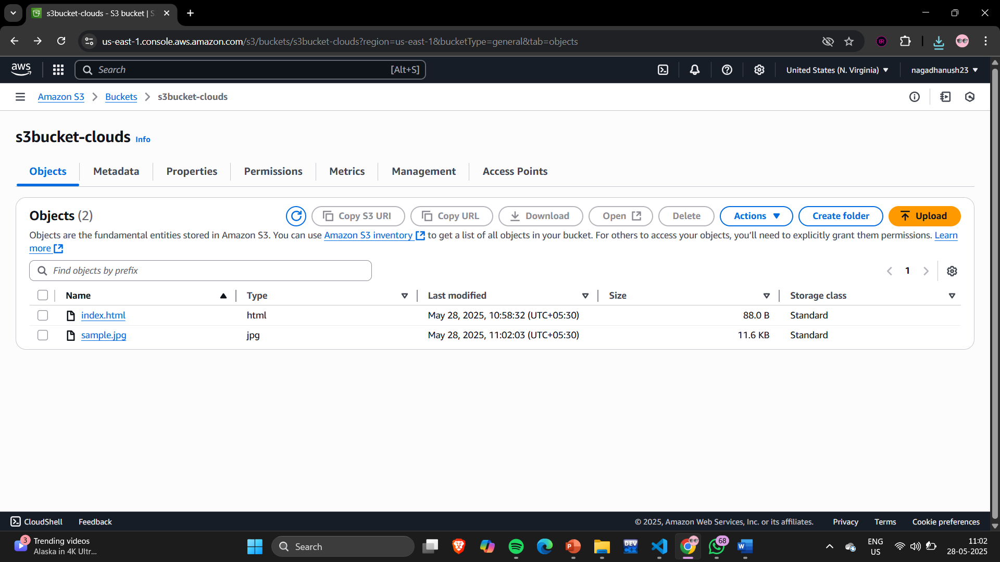 s3bucket-clouds - S3 bucket | S
us-east-1.console.aws.amazon.com/s3/buckets/s3bucket-clouds?region=us-east-1&bucketType=general&tab=objects
BR
aws
Search [Alt+S]
United States (N. Virginia) nagadhanush23
Amazon S3 > Buckets > s3bucket-clouds
s3bucket-clouds Info
Objects Metadata Properties Permissions Metrics Management Access Points
Objects (2) Copy S3 URI Copy URL Download Open Delete Actions Create folder Upload
Objects are the fundamental entities stored in Amazon S3. You can use Amazon S3 inventory to get a list of all objects in your bucket. For others to access your objects, you’ll need to explicitly grant them permissions. Learn
more
Find objects by prefix 1
Name Type Last modified Size Storage class
index.html html May 28, 2025, 10:58:32 (UTC+05:30) 88.0 B Standard
sample.jpg jpg May 28, 2025, 11:02:03 (UTC+05:30) 11.6 KB Standard
CloudShell Feedback © 2025, Amazon Web Services, Inc. or its affiliates. Privacy Terms Cookie preferences
3 Trending videos
Alaska in 4K Ultr...
Search
P
DEV
W
68
ENG
US
11:02
28-05-2025